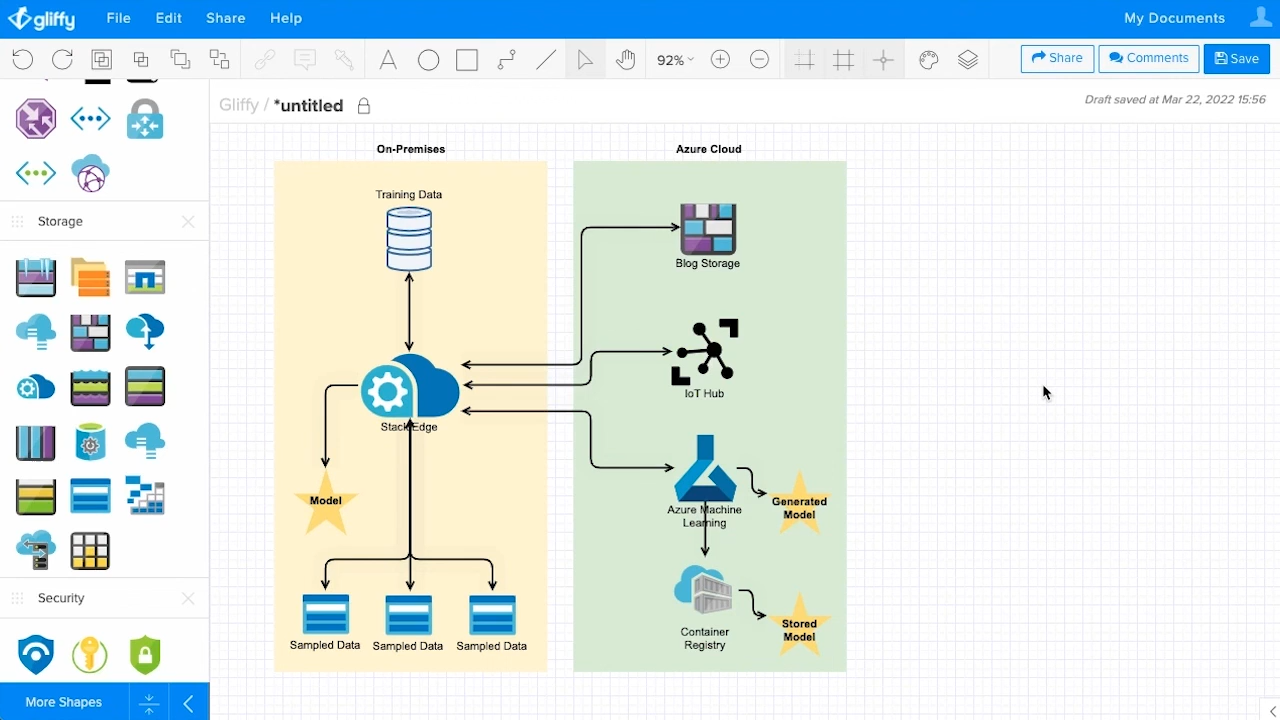 gliffy File Edit Share Help My Documents
92% Share Comments Save
Gliffy / *untitled
Draft saved at Mar 22, 2022 15:56
Storage
Security
More Shapes
On-Premises
Training Data
Stack Edge
Model
Sampled Data Sampled Data Sampled Data
Azure Cloud
Blog Storage
IoT Hub
Azure Machine
Learning
Generated
Model
Container
Registry
Stored
Model